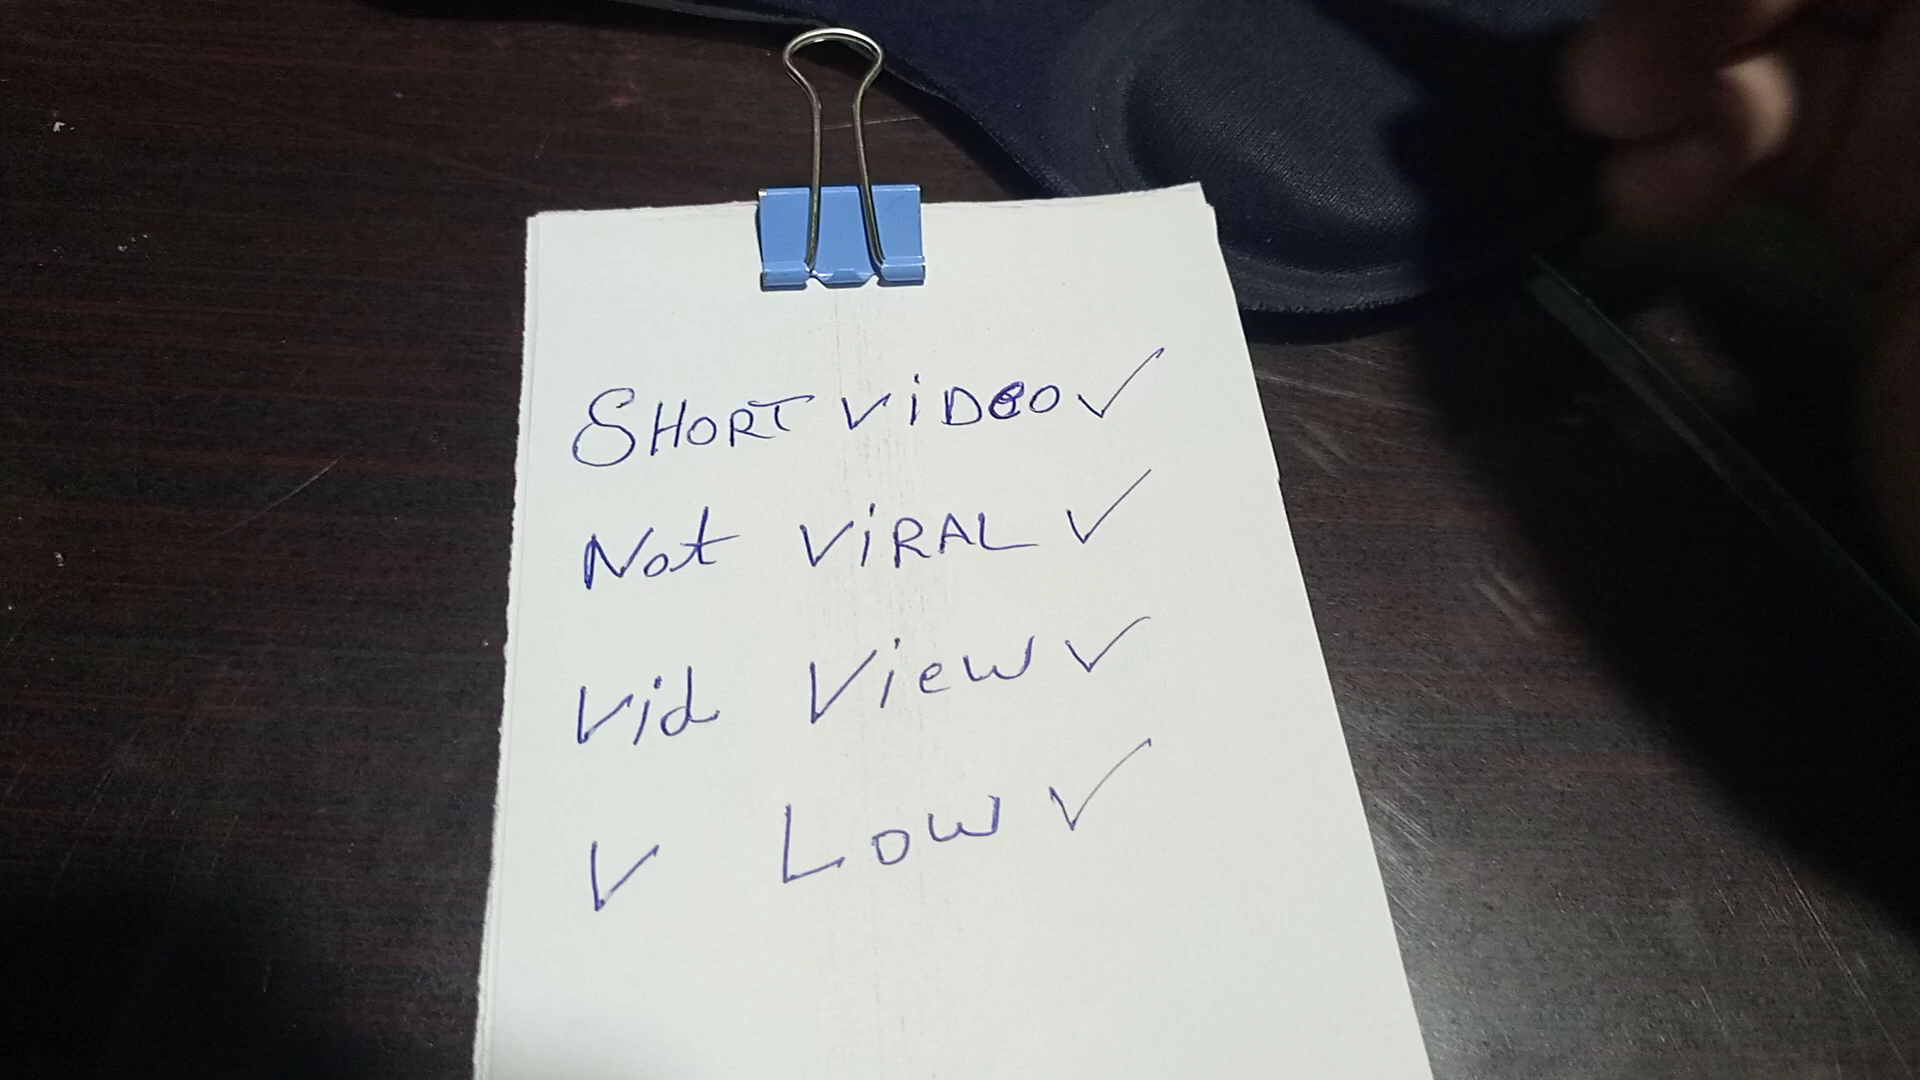 SHORT ViDEO ✓
Not ViRAL ✓
Vid View ✓
V Low ✓